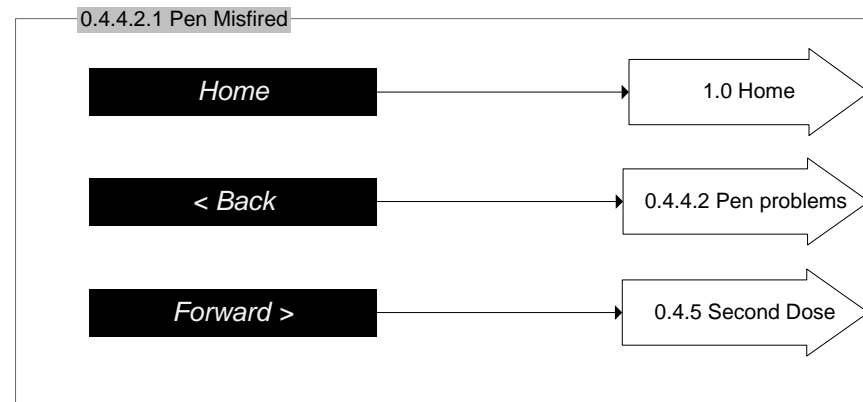 0.4.4.2.1 Pen Misfired
Home
1.0 Home
< Back
0.4.4.2 Pen problems
Forward >
0.4.5 Second Dose